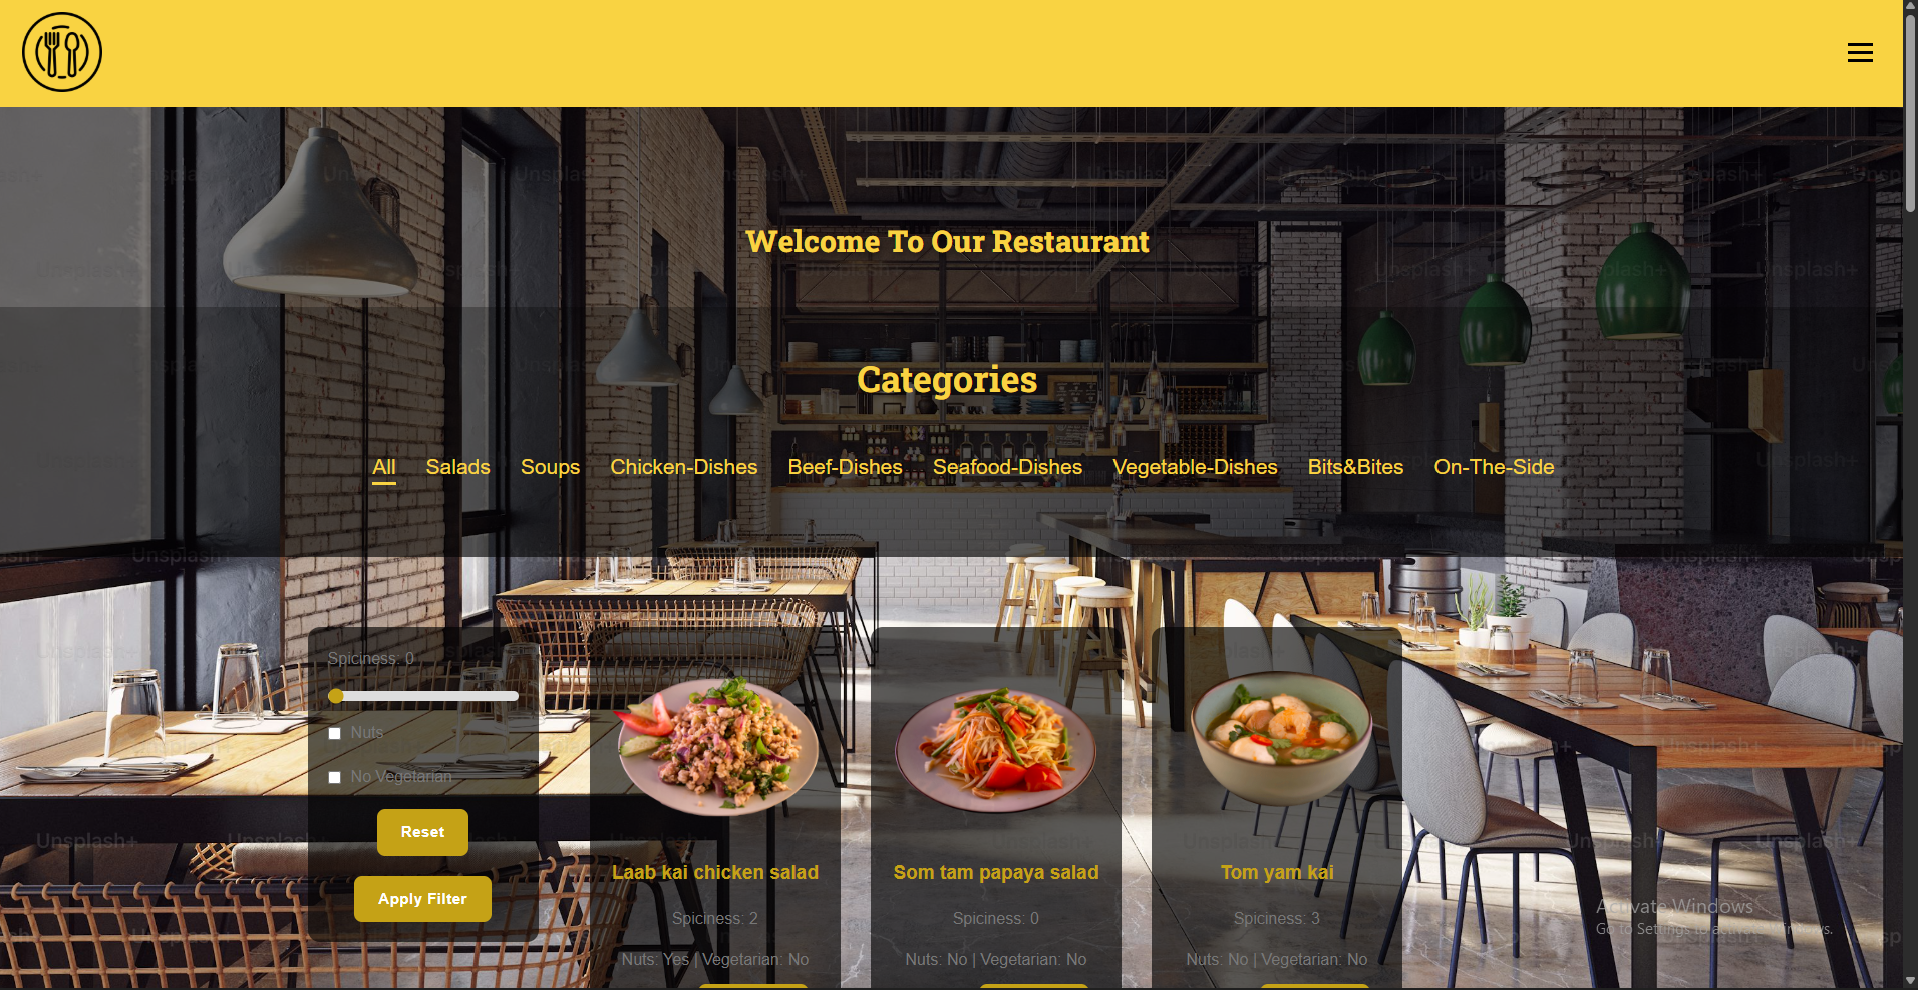 Welcome To Our Restaurant
Categories
All Salads Soups Chicken-Dishes Beef-Dishes Seafood-Dishes Vegetable-Dishes Bits&Bites On-The-Side
Spiciness: 0
Nuts
No Vegetarian
Reset
Apply Filter
Laab kai chicken salad
Spiciness: 2
Nuts: Yes | Vegetarian: No
Som tam papaya salad
Spiciness: 0
Nuts: No | Vegetarian: No
Tom yam kai
Spiciness: 3
Nuts: No | Vegetarian: No
Activate Windows
Go to Settings to activate Windows.
Unsplash+